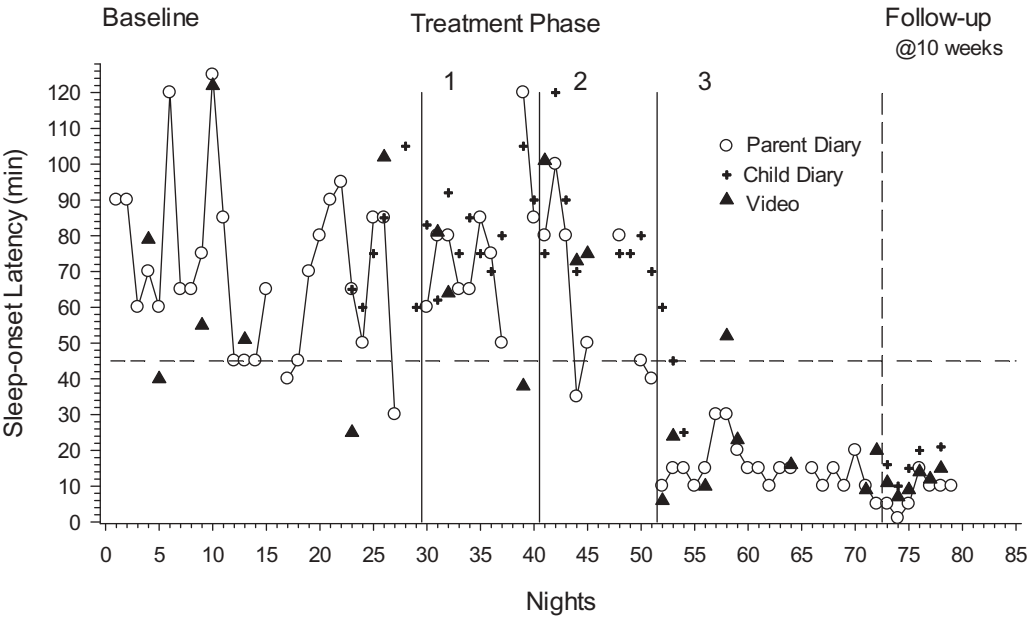 Baseline
Treatment Phase
Follow-up
@10 weeks
1
2
3
120
110
100
90
80
70
60
50
40
30
20
10
0
Sleep-onset Latency (min)
Parent Diary
Child Diary
Video
0 5 10 15 20 25 30 35 40 45 50 55 60 65 70 75 80 85
Nights